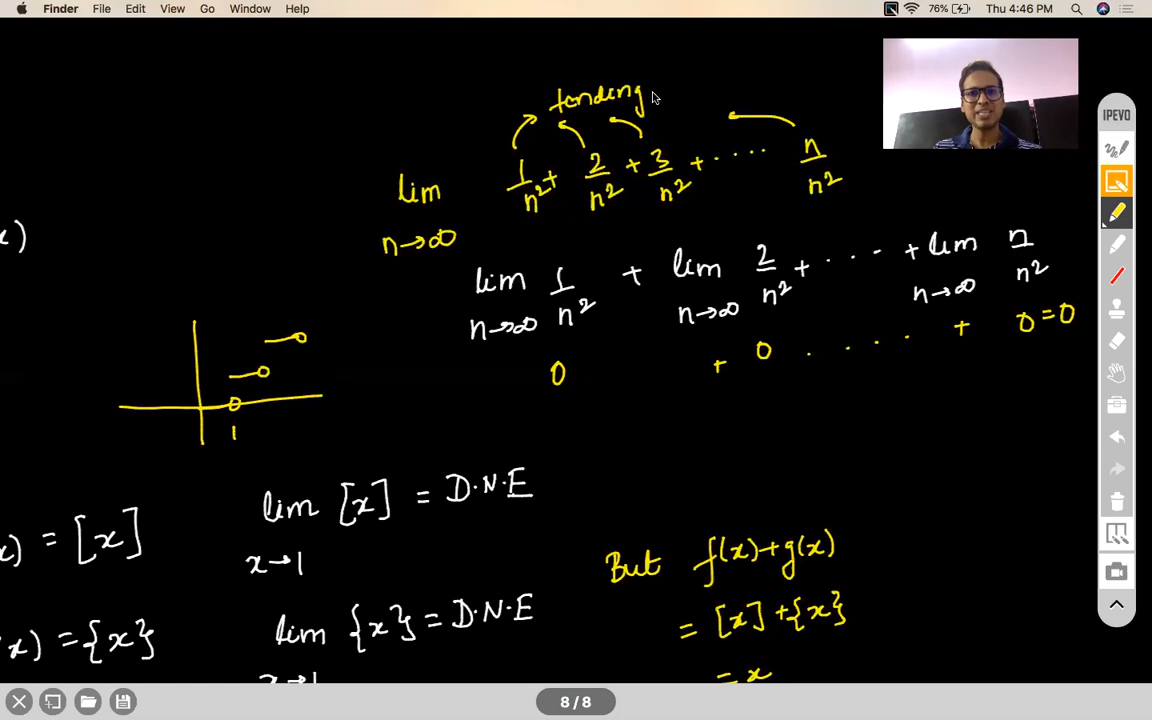 Finder File Edit View Go Window Help 76% Thu 4:46 PM
IPEVO
tending
lim n→∞ 1/n² + 2/n² + 3/n² + ..... n/n²
x)
lim n→∞ 1/n² + lim n→∞ 2/n² + ... + lim n→∞ n/n²
0 + 0 .... + 0 = 0
1
lim x→1 [x] = D.N.E
x) = [x]
lim x→1 {x} = D.N.E
x) = {x}
But f(x)+g(x)
= [x] + {x}
= x
8/8